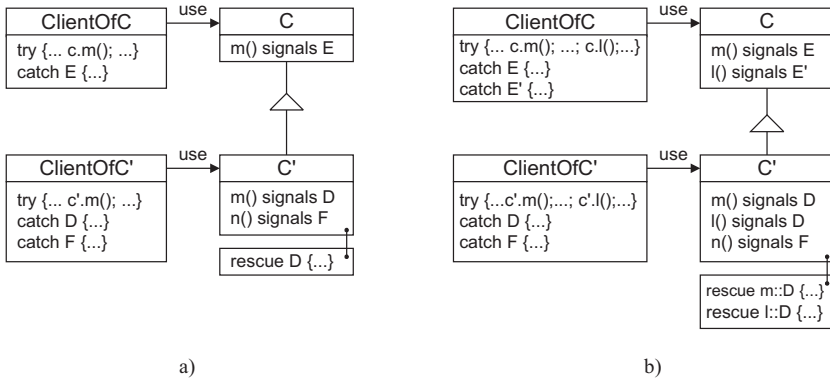 ClientOfC
use
C
try {... c.m(); ...}
catch E {...}
m() signals E
ClientOfC'
use
C'
try {... c'.m(); ...}
catch D {...}
catch F {...}
m() signals D
n() signals F
rescue D {...}
a)
ClientOfC
use
C
try {... c.m(); ...; c.l();...}
catch E {...}
catch E' {...}
m() signals E
l() signals E'
ClientOfC'
use
C'
try {...c'.m();...; c'.l();...}
catch D {...}
catch F {...}
m() signals D
l() signals D
n() signals F
rescue m::D {...}
rescue l::D {...}
b)